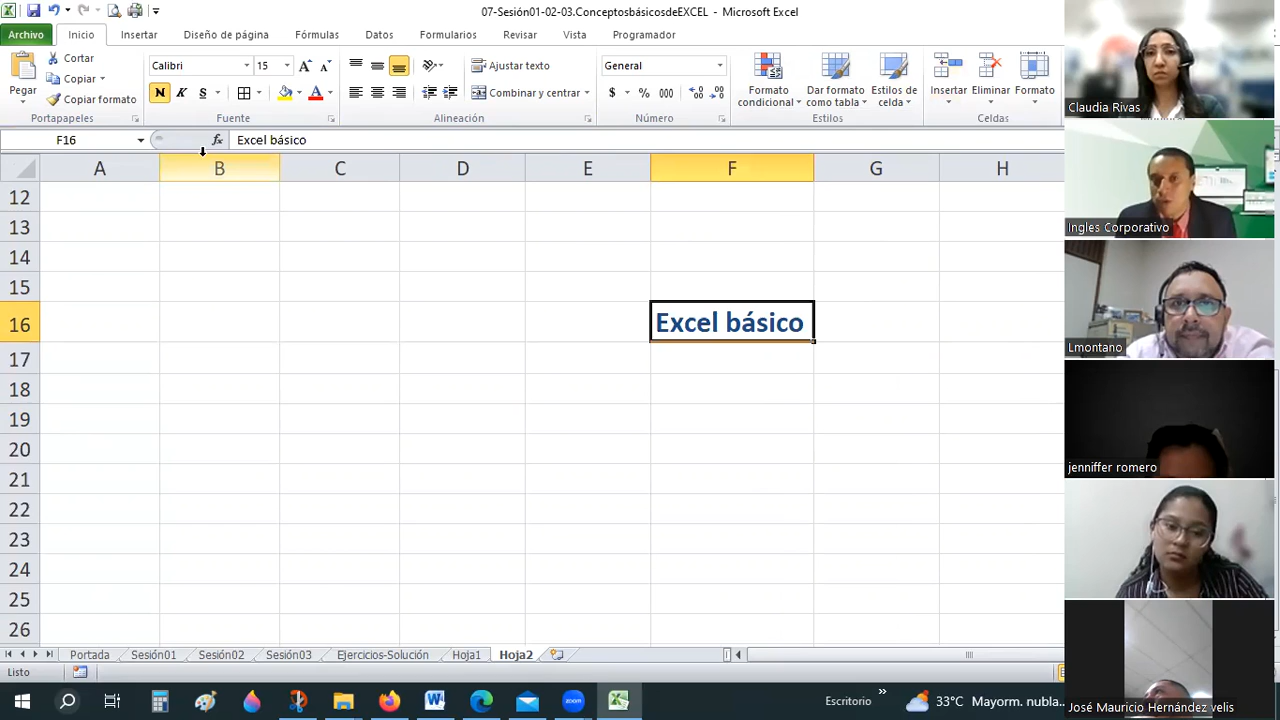 07-Sesión01-02-03.ConceptosbásicosdeEXCEL - Microsoft Excel
Archivo Inicio Insertar Diseño de página Fórmulas Datos Formularios Revisar Vista Programador
Pegar
Cortar
Copiar
Copiar formato
Portapapeles
Calibri 15
N K S
Fuente
Ajustar texto
Combinar y centrar
Alineación
General
$ % 000
Número
Formato condicional
Dar formato como tabla
Estilos de celda
Estilos
Insertar Eliminar Formato
Celdas
F16 fx Excel básico
A B C D E F G H
12
13
14
15
16 Excel básico
17
18
19
20
21
22
23
24
25
26
Portada Sesión01 Sesión02 Sesión03 Ejercicios-Solución Hoja1 Hoja2
Listo
Escritorio 33°C Mayorm. nubla...
Claudia Rivas
Ingles Corporativo
Lmontano
jenniffer romero
José Mauricio Hernández velis